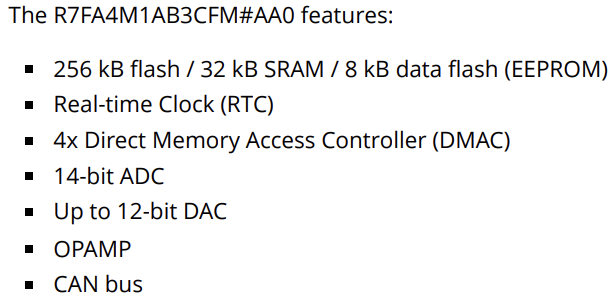 The R7FA4M1AB3CFM#AA0 features:
▪ 256 kB flash / 32 kB SRAM / 8 kB data flash (EEPROM)
▪ Real-time Clock (RTC)
▪ 4x Direct Memory Access Controller (DMAC)
▪ 14-bit ADC
▪ Up to 12-bit DAC
▪ OPAMP
▪ CAN bus